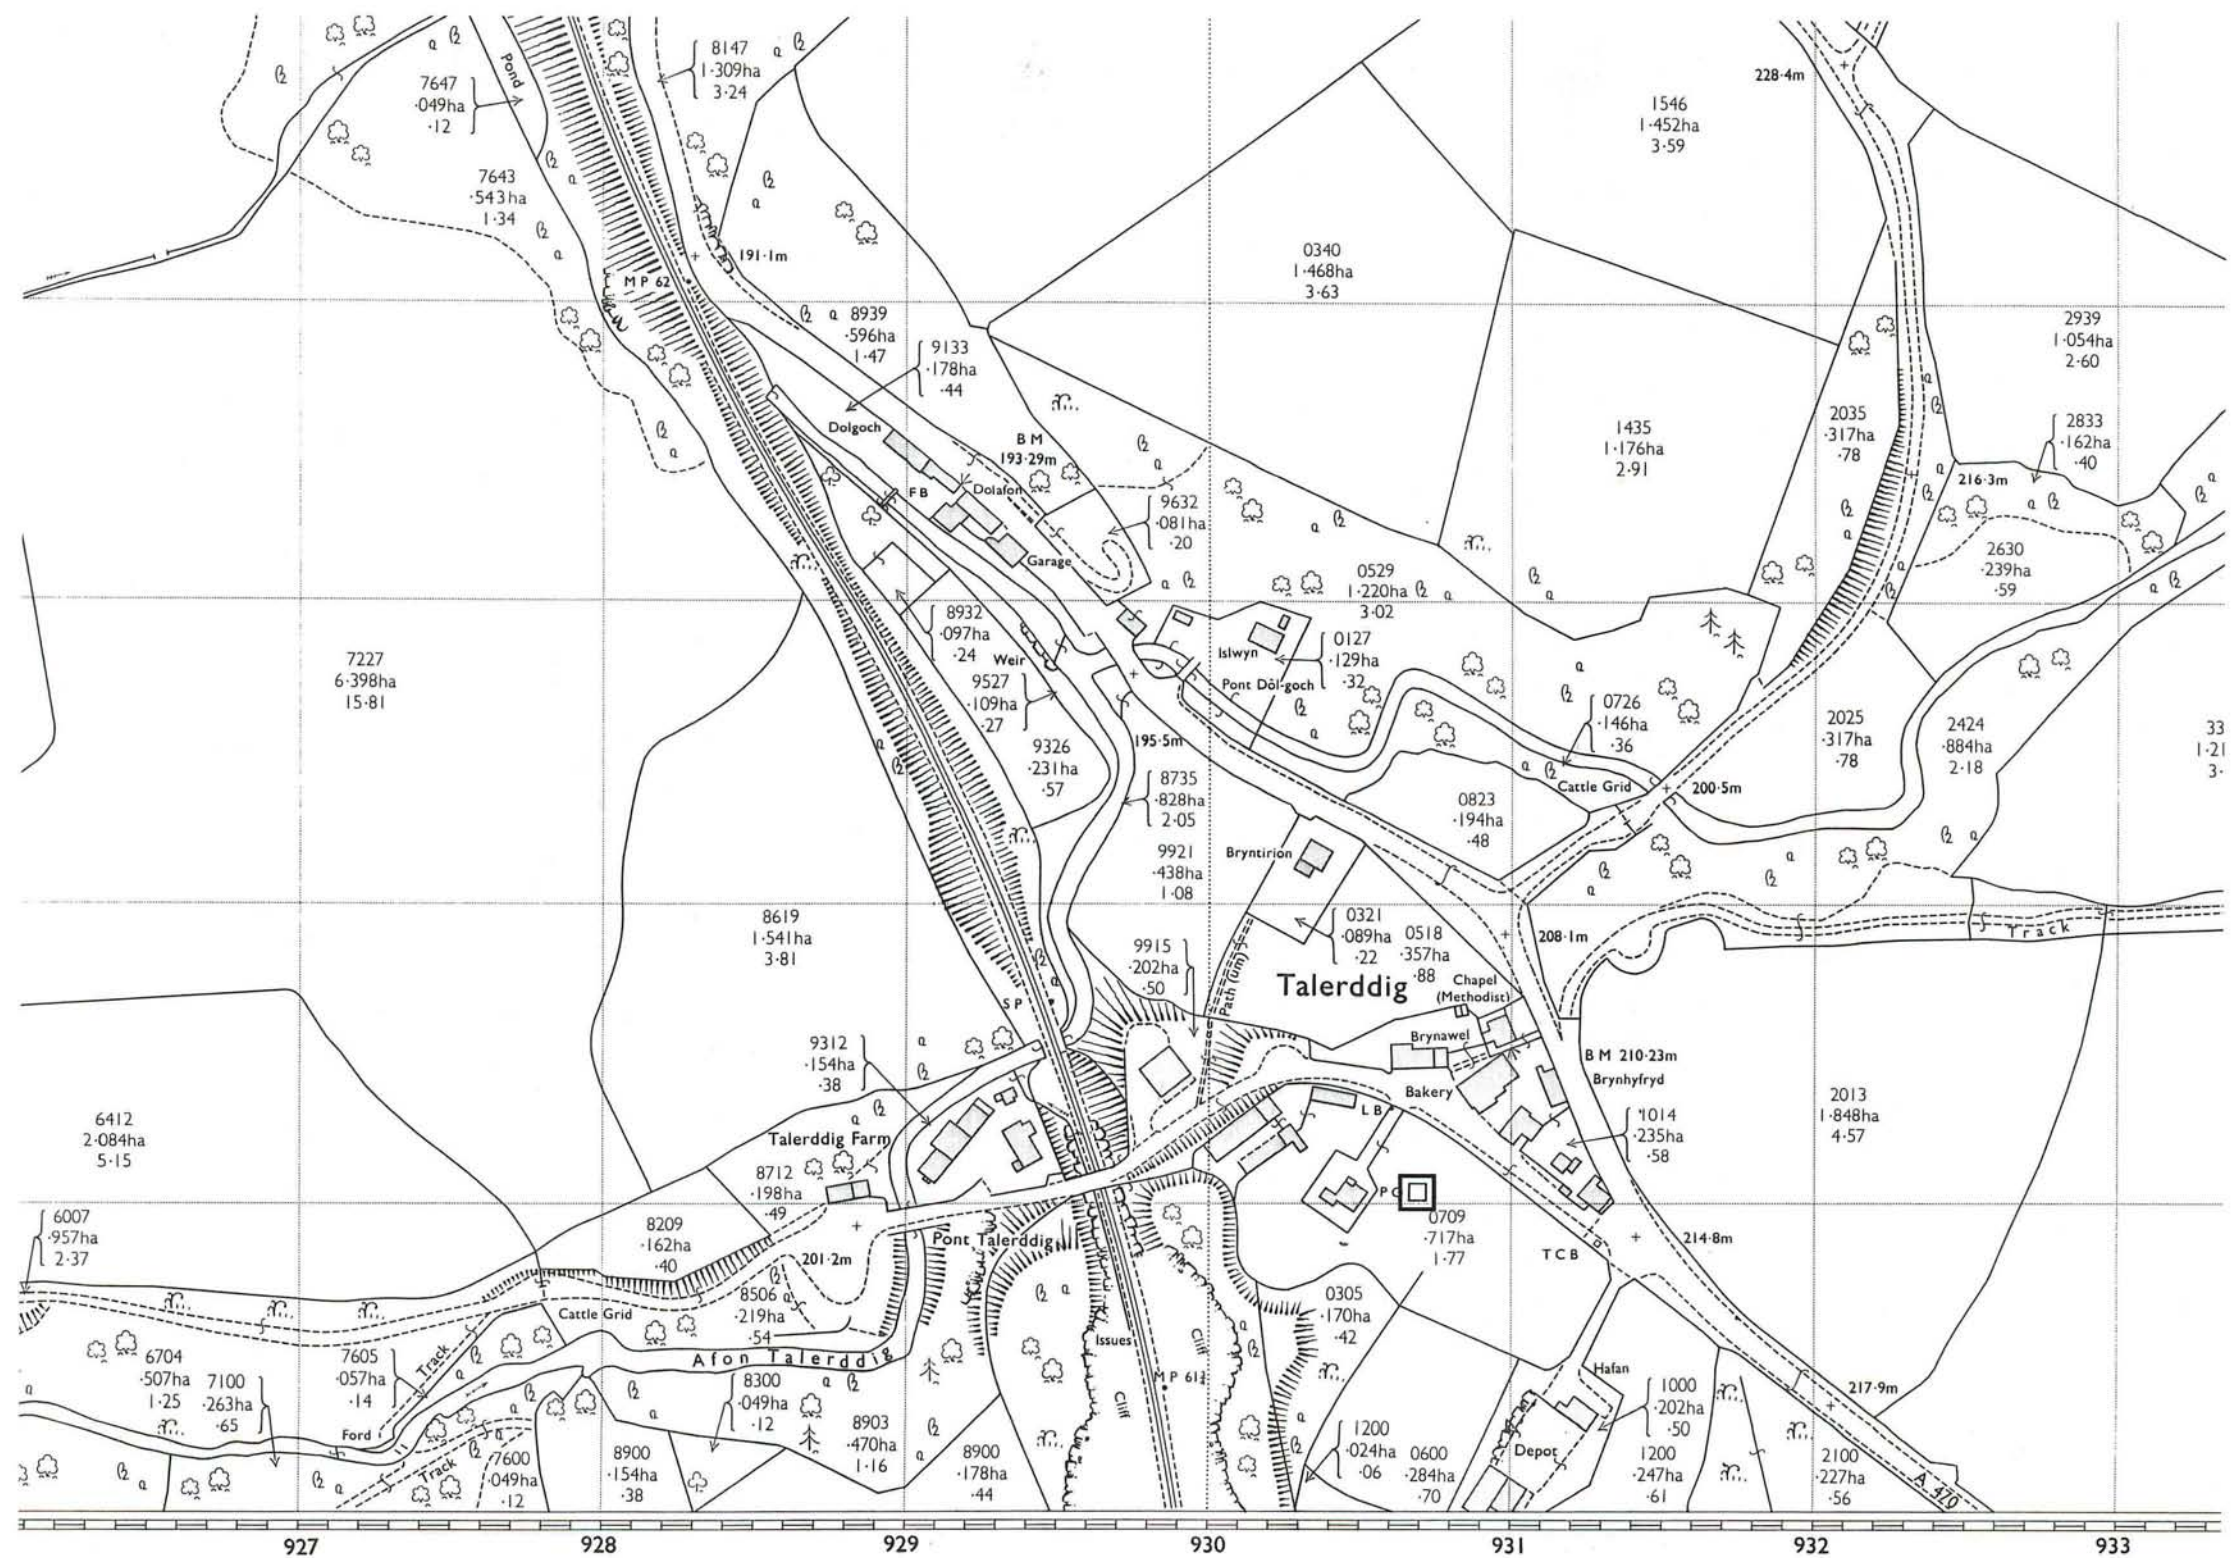 Pond
7647
·049ha
·12
8147
1·309ha
3·24
228·4m
1546
1·452ha
3·59
7643
·543ha
1·34
191·1m
MP 62
0340
1·468ha
3·63
8939
·596ha
1·47
9133
·178ha
·44
2939
1·054ha
2·60
Dolgoch
BM
193·29m
1435
1·176ha
2·91
2035
·317ha
·78
2833
·162ha
·40
216·3m
FB
Dolafon
9632
·081ha
·20
Garage
0529
1·220ha
3·02
2630
·239ha
·59
7227
6·398ha
15·81
8932
·097ha
·24
Weir
9527
·109ha
·27
Islwyn
0127
·129ha
·32
Pont Dôl-goch
0726
·146ha
·36
195·5m
9326
·231ha
·57
8735
·828ha
2·05
Cattle Grid
200·5m
2025
·317ha
·78
2424
·884ha
2·18
33
1·21
3·
0823
·194ha
·48
9921
·438ha
1·08
Bryntirion
8619
1·541ha
3·81
0321
·089ha
·22
0518
·357ha
·88
208·1m
Track
9915
·202ha
·50
Path (um)
Talerddig
Chapel
(Methodist)
SP
9312
·154ha
·38
Brynawel
BM 210·23m
Brynhyfryd
Bakery
LB
6412
2·084ha
5·15
Talerddig Farm
1014
·235ha
·58
2013
1·848ha
4·57
8712
·198ha
·49
6007
·957ha
2·37
8209
·162ha
·40
201·2m
Pont Talerddig
0709
·717ha
1·77
TCB
214·8m
Cattle Grid
8506
·219ha
·54
0305
·170ha
·42
Issues
Cliff
Afon Talerddig
6704
·507ha
1·25
7100
·263ha
·65
7605
·057ha
·14
Track
8300
·049ha
·12
MP 61¾
Cliff
Hafan
217·9m
1000
·202ha
·50
Ford
8903
·470ha
1·16
1200
·024ha
·06
Depot
Track
7600
·049ha
·12
8900
·154ha
·38
8900
·178ha
·44
0600
·284ha
·70
1200
·247ha
·61
2100
·227ha
·56
A 470
927
928
929
930
931
932
933